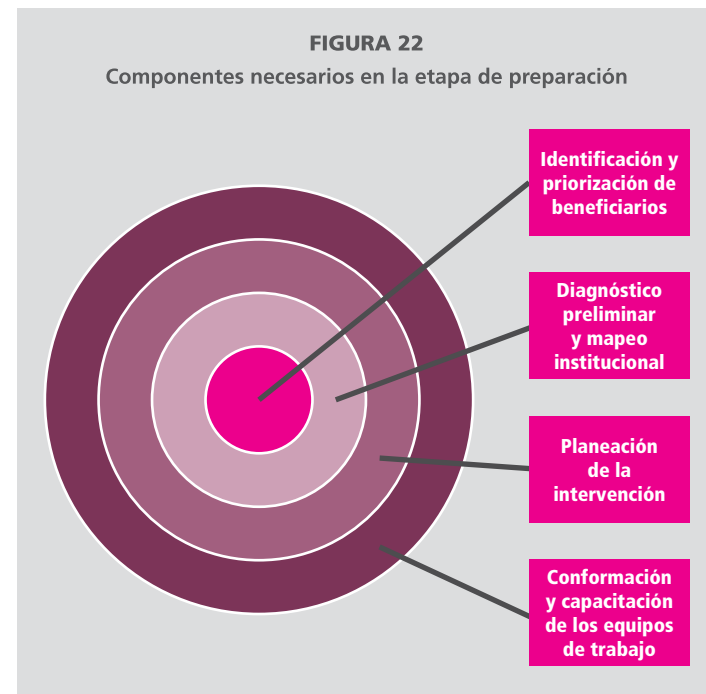 FIGURA 22
Componentes necesarios en la etapa de preparación
Identificación y
priorización de
beneficiarios
Diagnóstico
preliminar
y mapeo
institucional
Planeación
de la
intervención
Conformación
y capacitación
de los equipos
de trabajo